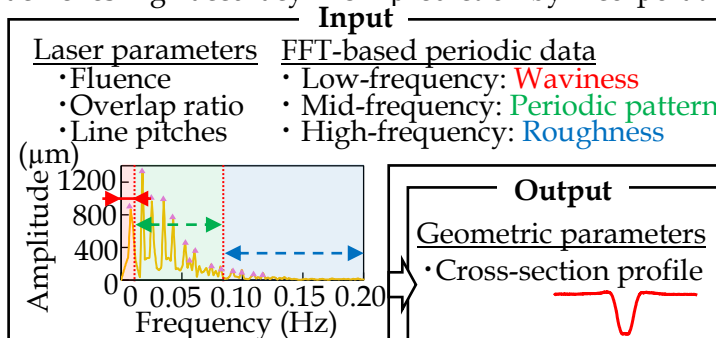 Input
Laser parameters
・Fluence
・Overlap ratio
・Line pitches
FFT-based periodic data
・Low-frequency: Waviness
・Mid-frequency: Periodic pattern
・High-frequency: Roughness
(μm)
Amplitude
1200
800
400
0
0 0.05 0.10 0.15 0.20
Frequency (Hz)
Output
Geometric parameters
・Cross-section profile